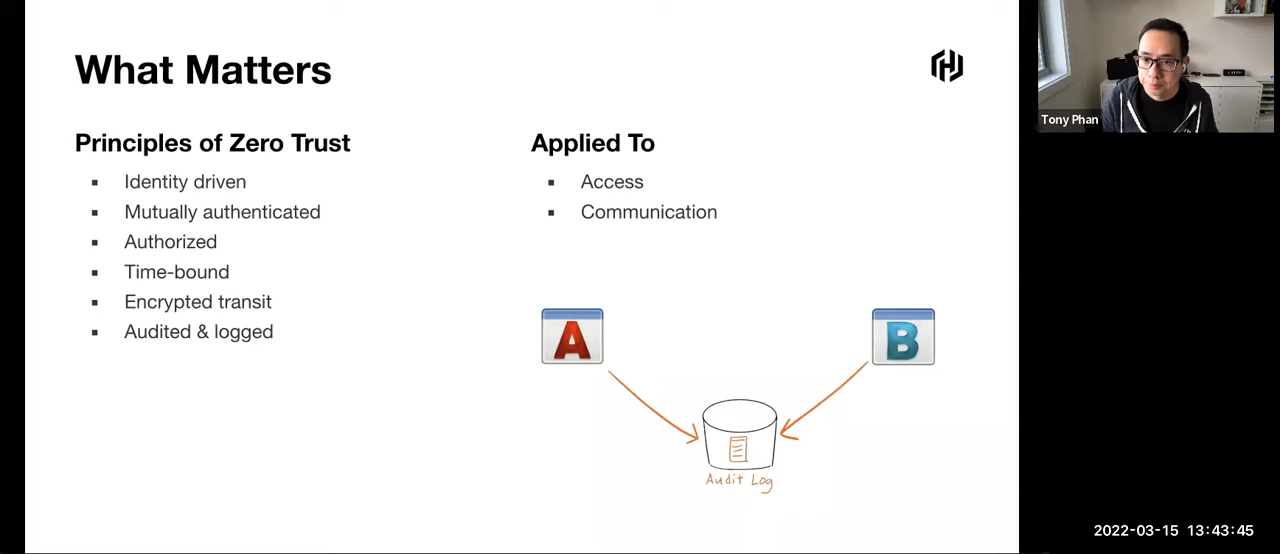 What Matters
Principles of Zero Trust
Identity driven
Mutually authenticated
Authorized
Time-bound
Encrypted transit
Audited & logged
Applied To
Access
Communication
A
B
Audit Log
Tony Phan
2022-03-15 13:43:45